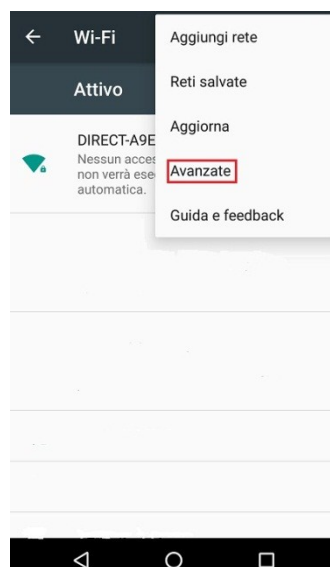 Wi-Fi
Attivo
Aggiungi rete
Reti salvate
Aggiorna
Avanzate
Guida e feedback
DIRECT-A9E
Nessun acces
non verrà ese
automatica.